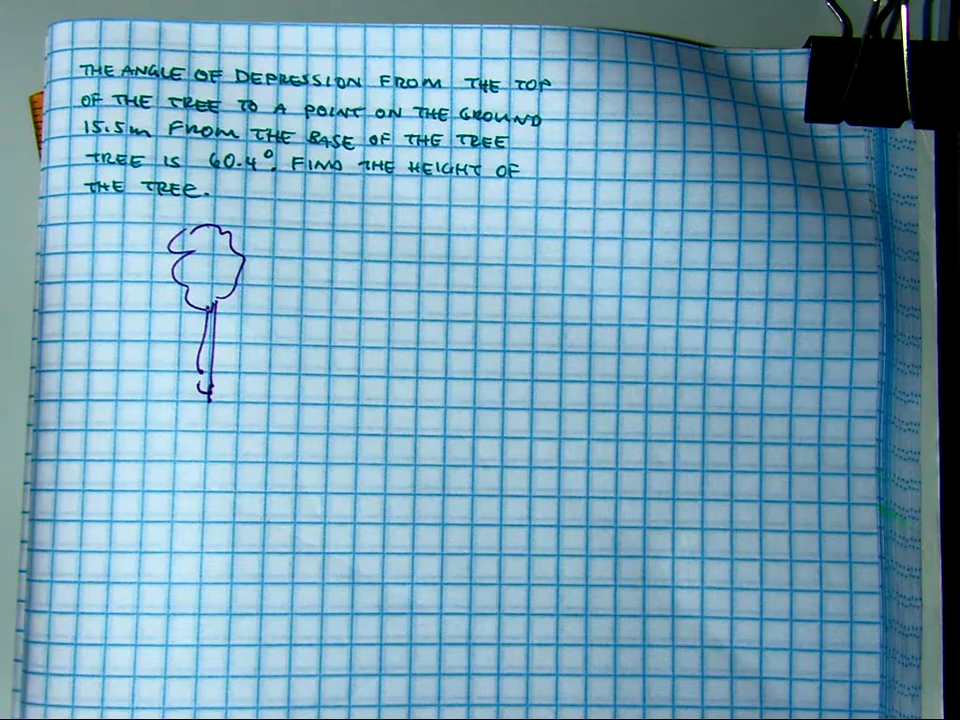 THE ANGLE OF DEPRESSION FROM THE TOP
OF THE TREE TO A POINT ON THE GROUND
15.5m FROM THE BASE OF THE TREE
TREE IS 60.4°. FIND THE HEIGHT OF
THE TREE.